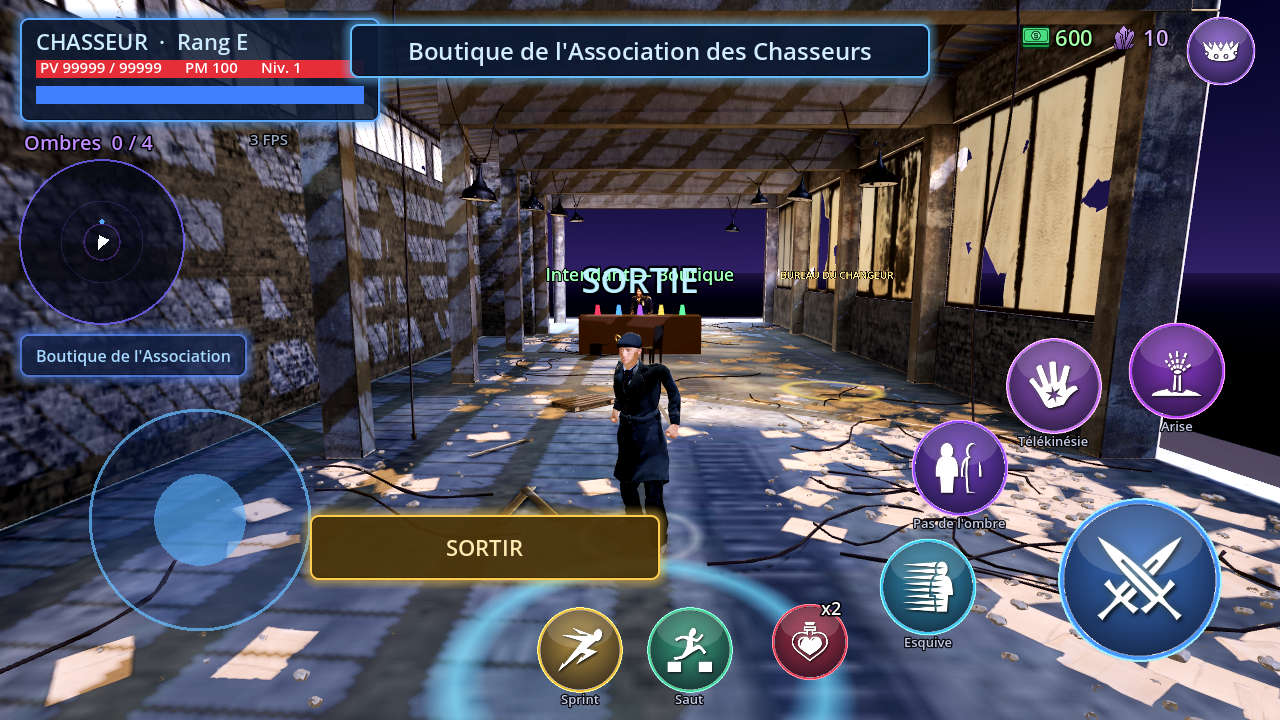 CHASSEUR · Rang E
PV 99999 / 99999 PM 100 Niv. 1
Boutique de l'Association des Chasseurs
600
10
Ombres 0 / 4
3 FPS
Intendante - Boutique
SORTIE
BUREAU DU CHANGEUR
Boutique de l'Association
Télékinésie
Arise
Pas de l'ombre
SORTIR
x2
Esquive
Sprint
Saut